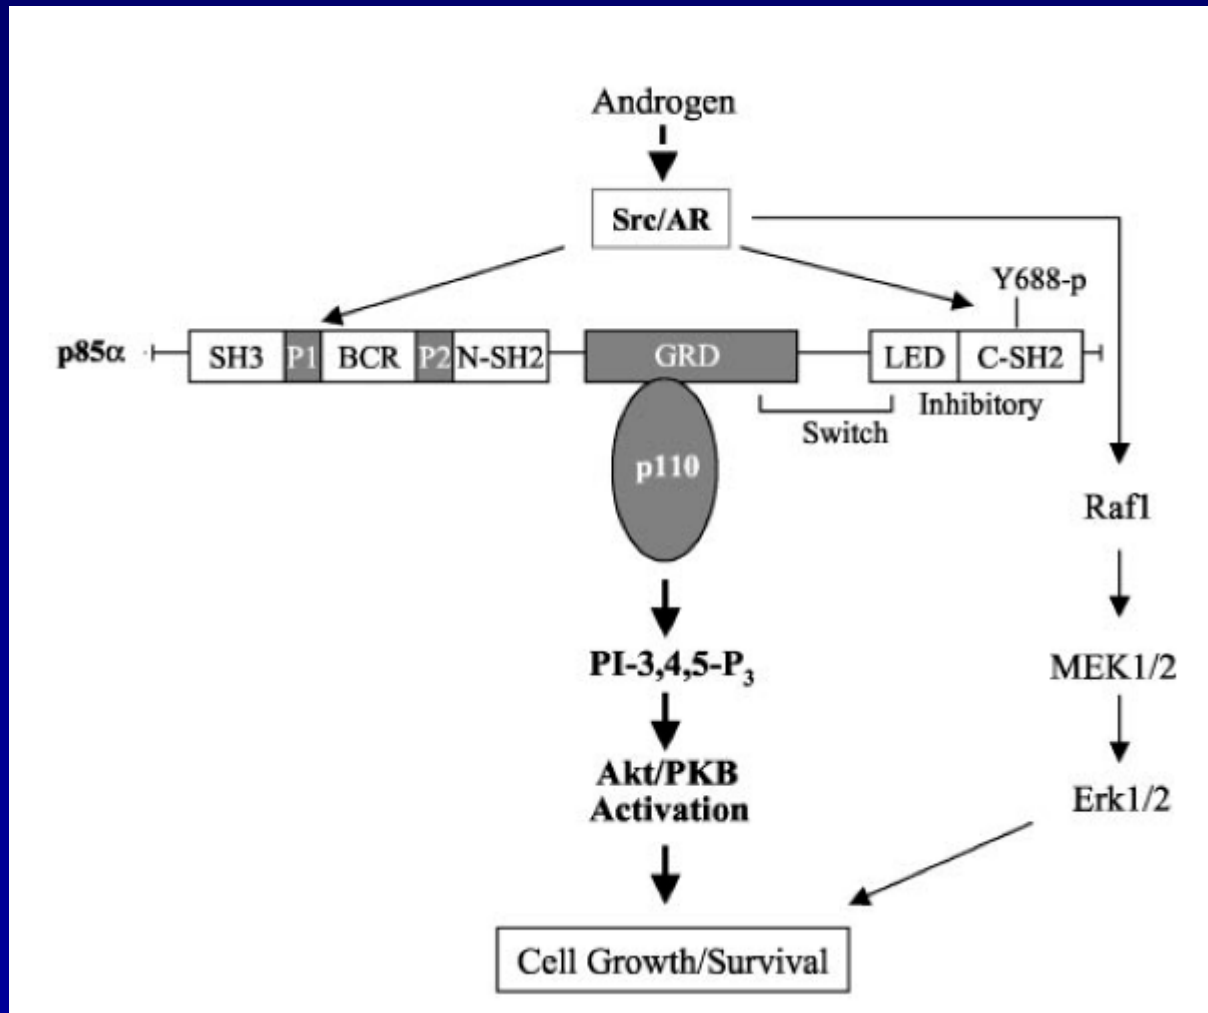 Androgen
Src/AR
Y688-p
p85α SH3 P1 BCR P2 N-SH2 GRD LED C-SH2
Inhibitory
Switch
p110
Raf1
PI-3,4,5-P₃
MEK1/2
Akt/PKB
Activation
Erk1/2
Cell Growth/Survival